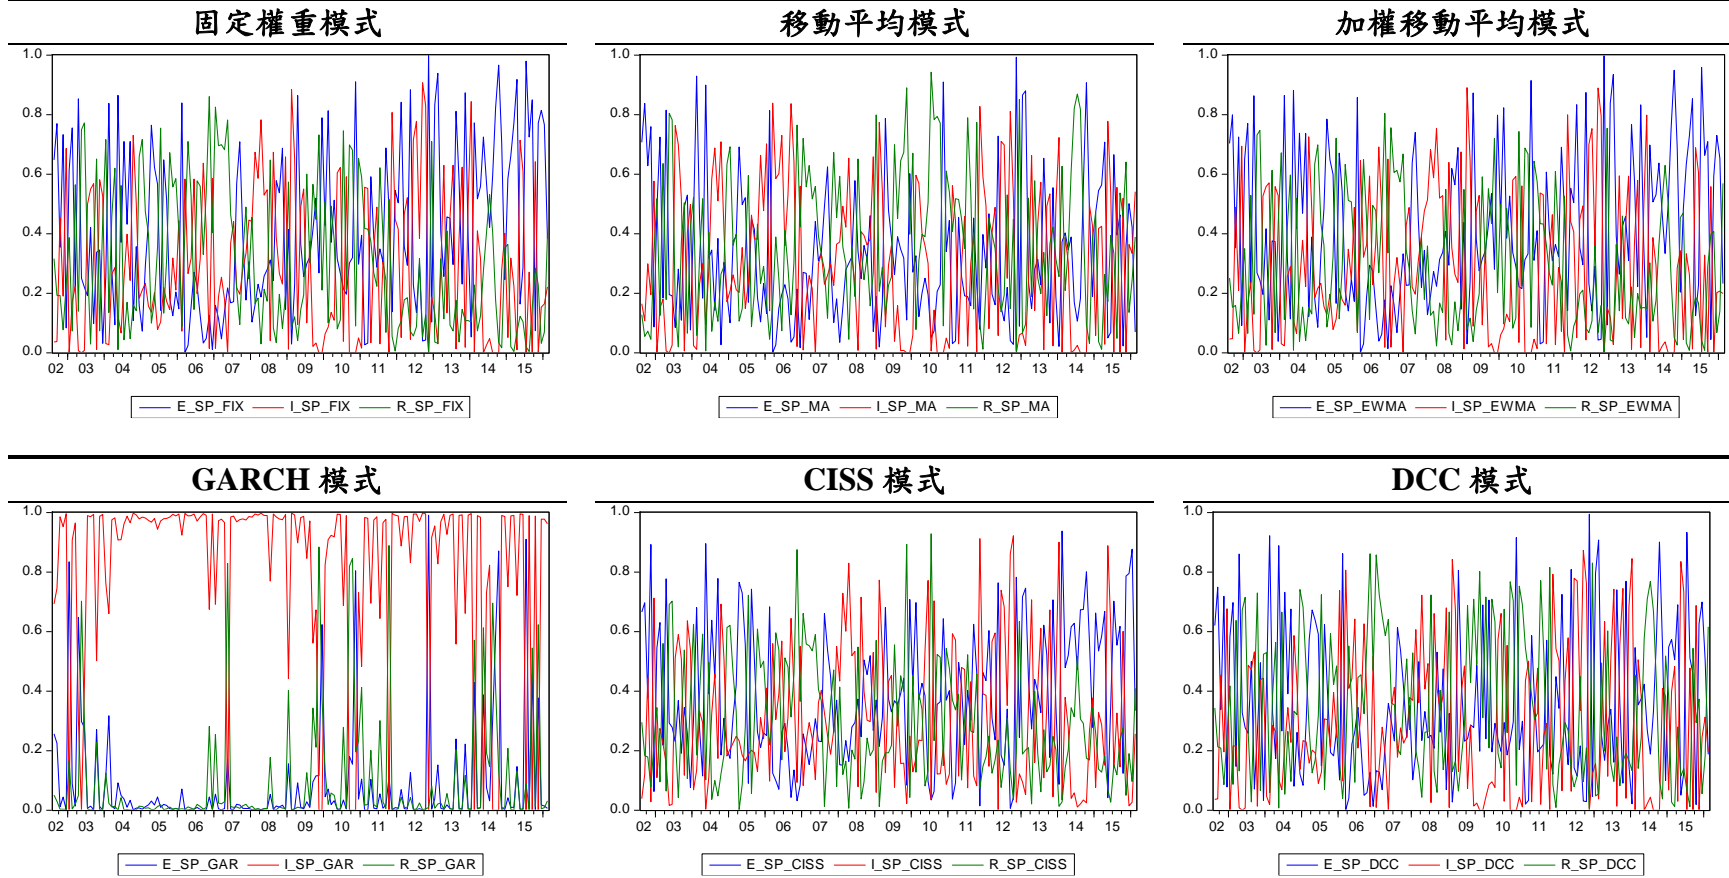 固定權重模式
1.0
0.8
0.6
0.4
0.2
0.0
02 03 04 05 06 07 08 09 10 11 12 13 14 15
E_SP_FIX I_SP_FIX R_SP_FIX
移動平均模式
1.0
0.8
0.6
0.4
0.2
0.0
02 03 04 05 06 07 08 09 10 11 12 13 14 15
E_SP_MA I_SP_MA R_SP_MA
加權移動平均模式
1.0
0.8
0.6
0.4
0.2
0.0
02 03 04 05 06 07 08 09 10 11 12 13 14 15
E_SP_EWMA I_SP_EWMA R_SP_EWMA
GARCH 模式
1.0
0.8
0.6
0.4
0.2
0.0
02 03 04 05 06 07 08 09 10 11 12 13 14 15
E_SP_GAR I_SP_GAR R_SP_GAR
CISS 模式
1.0
0.8
0.6
0.4
0.2
0.0
02 03 04 05 06 07 08 09 10 11 12 13 14 15
E_SP_CISS I_SP_CISS R_SP_CISS
DCC 模式
1.0
0.8
0.6
0.4
0.2
0.0
02 03 04 05 06 07 08 09 10 11 12 13 14 15
E_SP_DCC I_SP_DCC R_SP_DCC